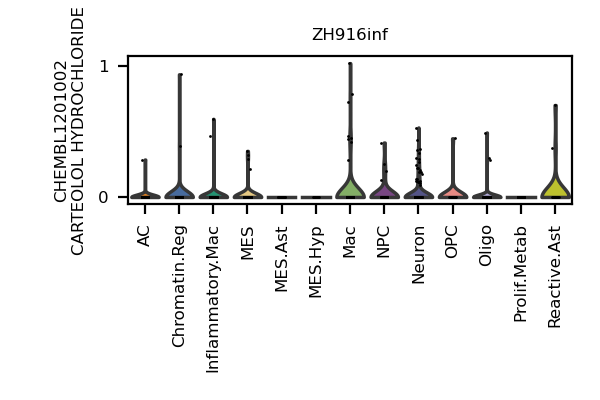 ZH916inf
CHEMBL1201002
CARTEOLOL HYDROCHLORIDE
1
0
AC
Chromatin.Reg
Inflammatory.Mac
MES
MES.Ast
MES.Hyp
Mac
NPC
Neuron
OPC
Oligo
Prolif.Metab
Reactive.Ast